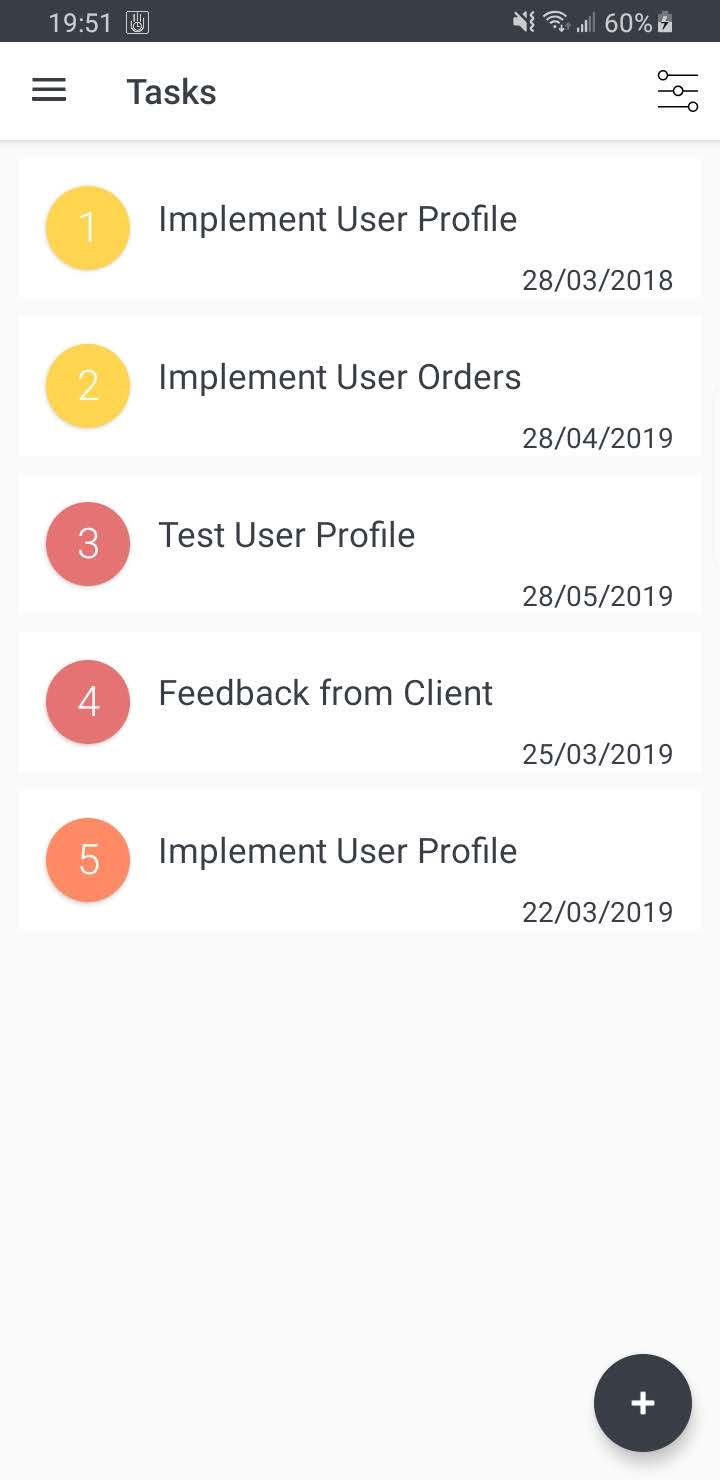 19:51
60%
Tasks
1
Implement User Profile
28/03/2018
2
Implement User Orders
28/04/2019
3
Test User Profile
28/05/2019
4
Feedback from Client
25/03/2019
5
Implement User Profile
22/03/2019
+